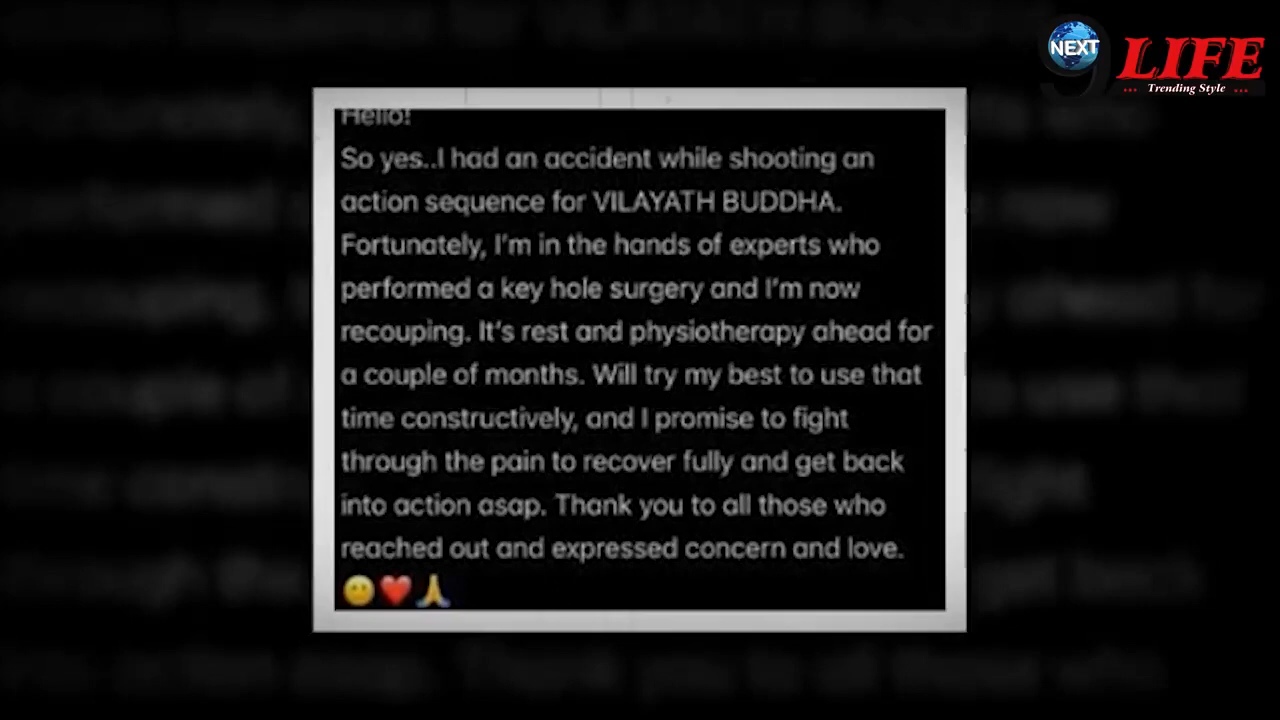 NEXT
9 LIFE
... Trending Style ...
Hello!
So yes..I had an accident while shooting an
action sequence for VILAYATH BUDDHA.
Fortunately, I'm in the hands of experts who
performed a key hole surgery and I'm now
recouping. It's rest and physiotherapy ahead for
a couple of months. Will try my best to use that
time constructively, and I promise to fight
through the pain to recover fully and get back
into action asap. Thank you to all those who
reached out and expressed concern and love.
😶❤️🙏